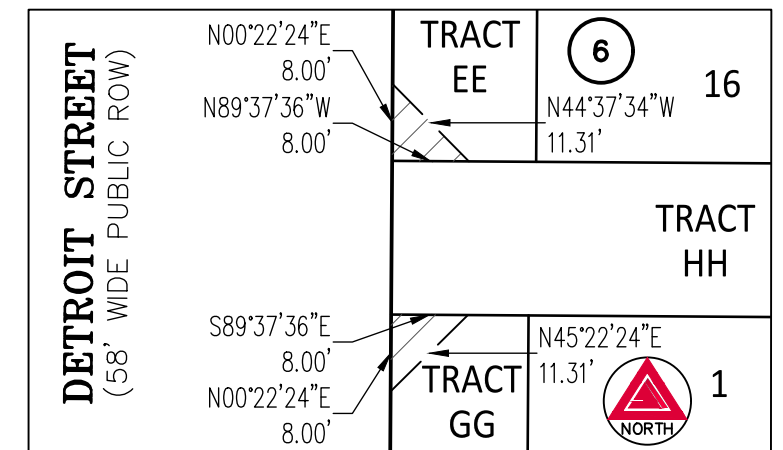 DETROIT STREET
(58' WIDE PUBLIC ROW)
N00°22'24"E
8.00'
N89°37'36"W
8.00'
TRACT
EE
6
16
N44°37'34"W
11.31'
TRACT
HH
S89°37'36"E
8.00'
N00°22'24"E
8.00'
N45°22'24"E
11.31'
TRACT
GG
NORTH
1